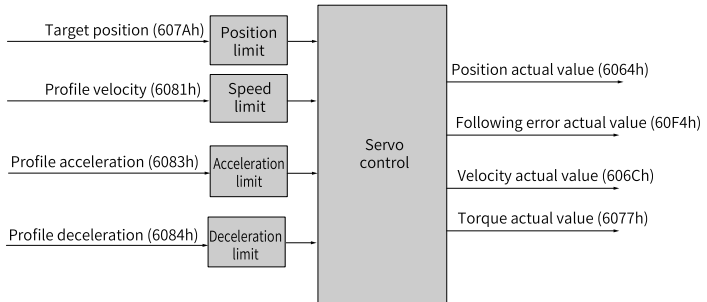 Target position (607Ah)
Position
limit
Profile velocity (6081h)
Speed
limit
Profile acceleration (6083h)
Acceleration
limit
Profile deceleration (6084h)
Deceleration
limit
Servo
control
Position actual value (6064h)
Following error actual value (60F4h)
Velocity actual value (606Ch)
Torque actual value (6077h)